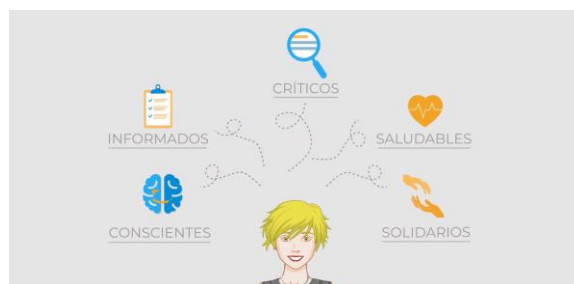 CRÍTICOS
INFORMADOS
SALUDABLES
CONSCIENTES
SOLIDARIOS